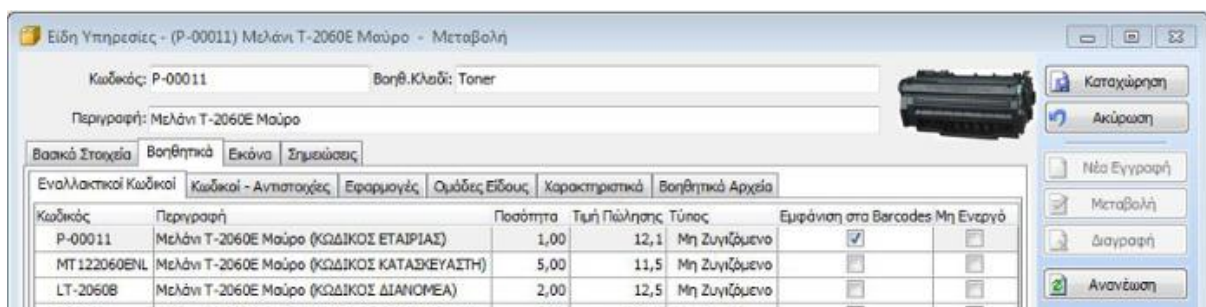 Είδη Υπηρεσίες - (P-00011) Μελάνι T-2060E Μαύρο - Μεταβολή
Κωδικός: P-00011 Βοηθ.Κλειδί: Toner
Περιγραφή: Μελάνι T-2060E Μαύρο
Βασικά Στοιχεία Βοηθητικά Εικόνα Σημειώσεις
Εναλλακτικοί Κωδικοί Κωδικοί - Αντιστοιχίες Εφαρμογές Ομάδες Είδους Χαρακτηριστικά Βοηθητικά Αρχεία
Κωδικός Περιγραφή Ποσότητα Τιμή Πώλησης Τύπος Εμφάνιση στα Barcodes Μη Ενεργό
P-00011 Μελάνι T-2060E Μαύρο (ΚΩΔΙΚΟΣ ΕΤΑΙΡΙΑΣ) 1,00 12,1 Μη Ζυγιζόμενο
MT122060ENL Μελάνι T-2060E Μαύρο (ΚΩΔΙΚΟΣ ΚΑΤΑΣΚΕΥΑΣΤΗ) 5,00 11,5 Μη Ζυγιζόμενο
LT-2060B Μελάνι T-2060E Μαύρο (ΚΩΔΙΚΟΣ ΔΙΑΝΟΜΕΑ) 2,00 12,5 Μη Ζυγιζόμενο
Καταχώρηση
Ακύρωση
Νέα Εγγραφή
Μεταβολή
Διαγραφή
Ανανέωση